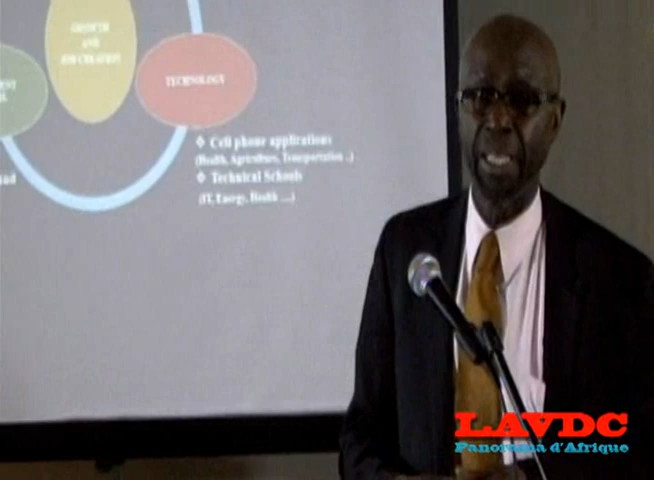 GROWTH
AND
JOB CREATION
TECHNOLOGY
❖ Cell phone applications
(Health, Agriculture, Transportation ..)
❖ Technical Schools
(IT, Energy, Health ....)
LAVDC
Panorama d'Afrique